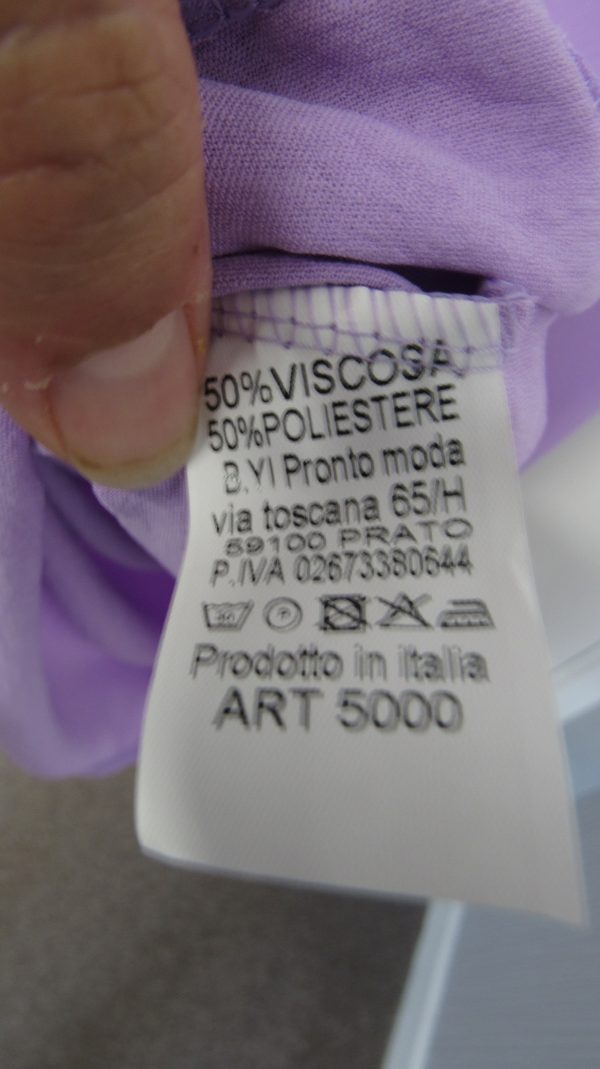 50%VISCOSA
50%POLIESTERE
B.YI Pronto moda
via toscana 65/H
59100 PRATO
P.IVA 02673380644
30 P
Prodotto in italia
ART 5000